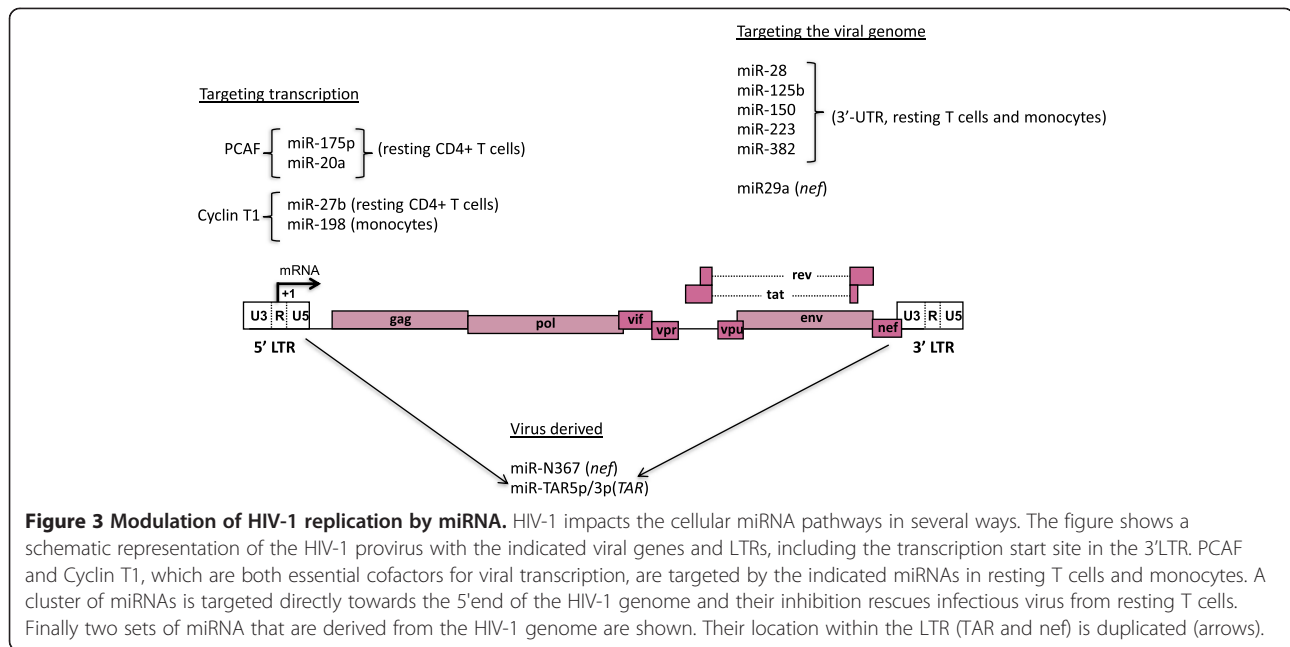 Targeting the viral genome
miR-28
miR-125b
miR-150
miR-223
miR-382
(3'-UTR, resting T cells and monocytes)
miR29a (nef)
Targeting transcription
PCAF
miR-175p
miR-20a
(resting CD4+ T cells)
Cyclin T1
miR-27b (resting CD4+ T cells)
miR-198 (monocytes)
mRNA
+1
U3 R U5
5' LTR
gag
pol
vif
vpr
vpu
rev
tat
env
nef
U3 R U5
3' LTR
Virus derived
miR-N367 (nef)
miR-TAR5p/3p(TAR)
Figure 3 Modulation of HIV-1 replication by miRNA. HIV-1 impacts the cellular miRNA pathways in several ways. The figure shows a
schematic representation of the HIV-1 provirus with the indicated viral genes and LTRs, including the transcription start site in the 3'LTR. PCAF
and Cyclin T1, which are both essential cofactors for viral transcription, are targeted by the indicated miRNAs in resting T cells and monocytes. A
cluster of miRNAs is targeted directly towards the 5'end of the HIV-1 genome and their inhibition rescues infectious virus from resting T cells.
Finally two sets of miRNA that are derived from the HIV-1 genome are shown. Their location within the LTR (TAR and nef) is duplicated (arrows).